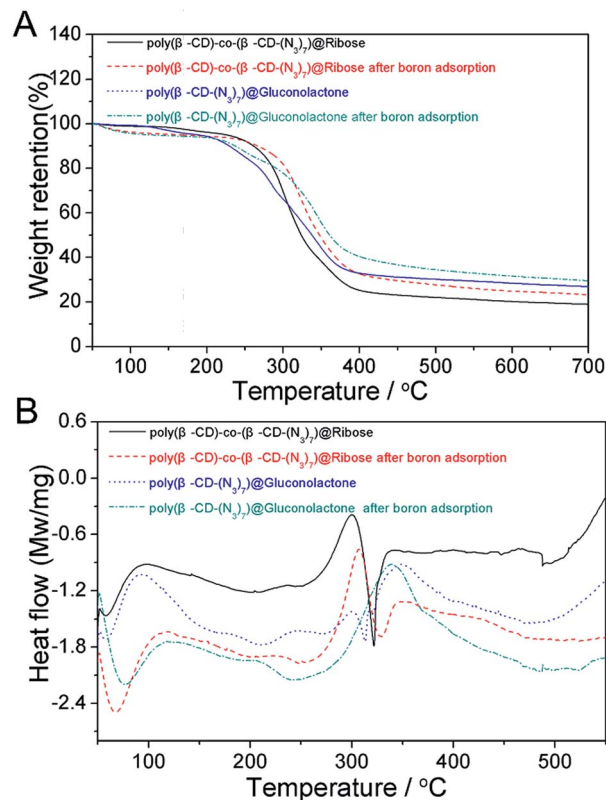 A
140
120
100
80
60
40
20
0
Weight retention(%)
poly(β -CD)-co-(β -CD-(N₃)₇)@Ribose
poly(β -CD)-co-(β -CD-(N₃)₇)@Ribose after boron adsorption
poly(β -CD-(N₃)₇)@Gluconolactone
poly(β -CD-(N₃)₇)@Gluconolactone after boron adsorption
100 200 300 400 500 600 700
Temperature / °C
B
0.6
0.0
-0.6
-1.2
-1.8
-2.4
Heat flow (Mw/mg)
poly(β -CD)-co-(β -CD-(N₃)₇)@Ribose
poly(β -CD)-co-(β -CD-(N₃)₇)@Ribose after boron adsorption
poly(β -CD-(N₃)₇)@Gluconolactone
poly(β -CD-(N₃)₇)@Gluconolactone after boron adsorption
100 200 300 400 500
Temperature / °C